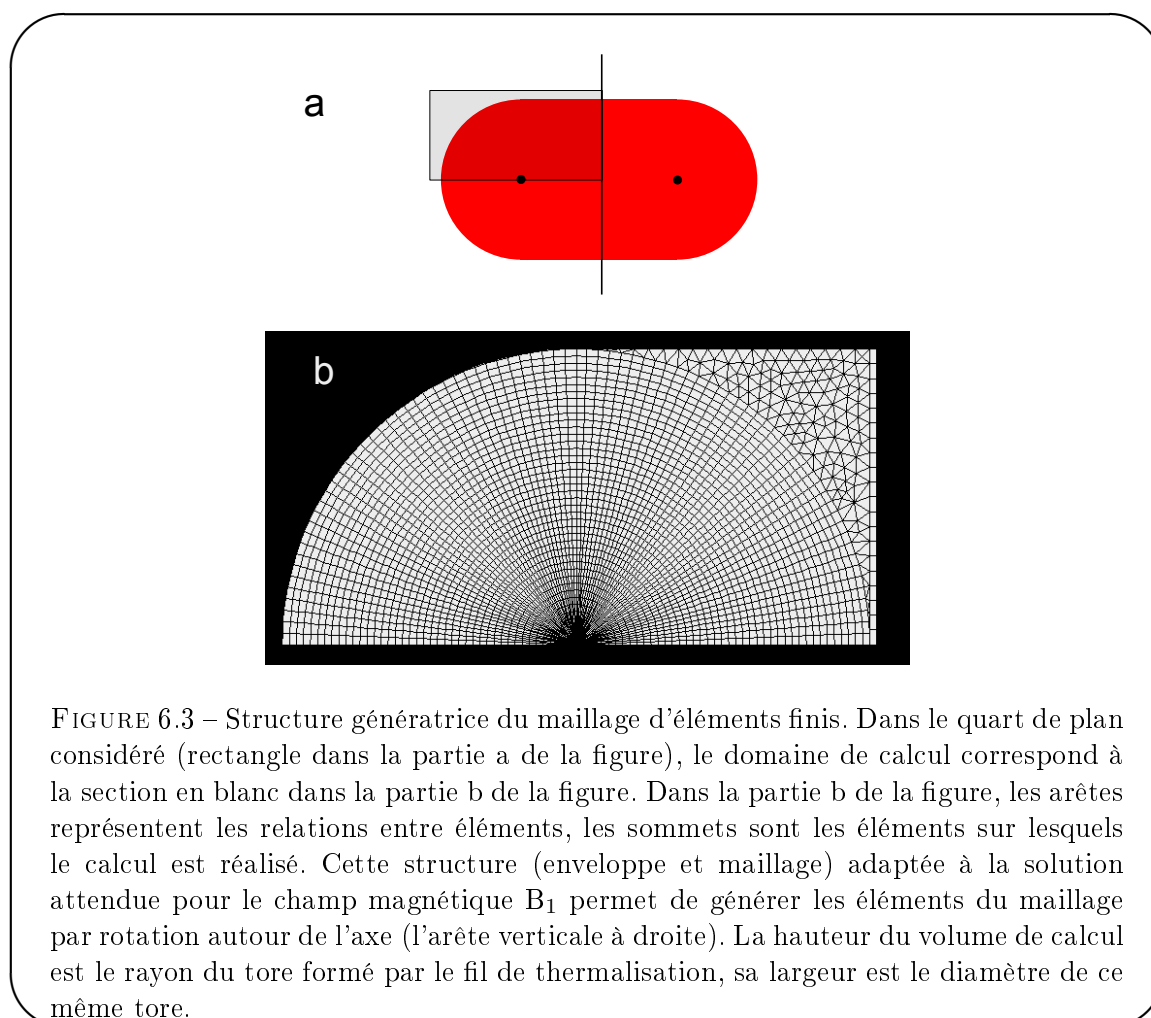 a
b
FIGURE 6.3 – Structure génératrice du maillage d'éléments finis. Dans le quart de plan
considéré (rectangle dans la partie a de la figure), le domaine de calcul correspond à
la section en blanc dans la partie b de la figure. Dans la partie b de la figure, les arêtes
représentent les relations entre éléments, les sommets sont les éléments sur lesquels
le calcul est réalisé. Cette structure (enveloppe et maillage) adaptée à la solution
attendue pour le champ magnétique B₁ permet de générer les éléments du maillage
par rotation autour de l'axe (l'arête verticale à droite). La hauteur du volume de calcul
est le rayon du tore formé par le fil de thermalisation, sa largeur est le diamètre de ce
même tore.